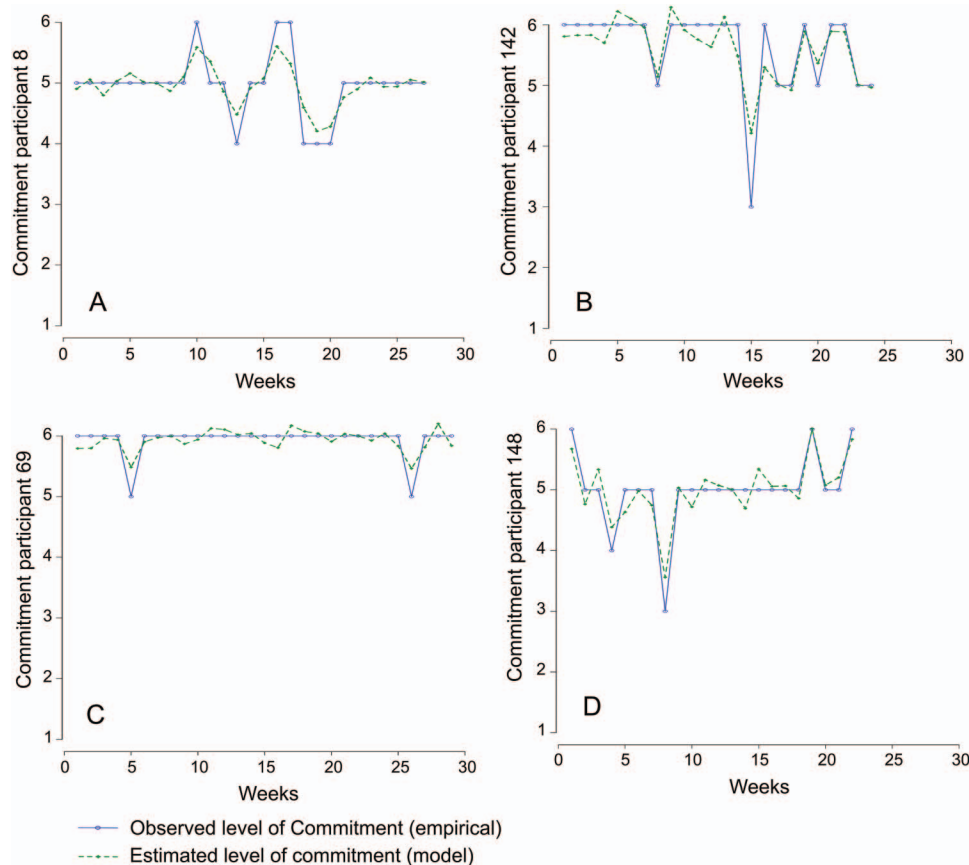 Commitment participant 8
6
5
4
3
2
1
A
0 5 10 15 20 25 30
Weeks
Commitment participant 142
6
5
4
3
2
1
B
0 5 10 15 20 25 30
Weeks
Commitment participant 69
6
5
4
3
2
1
C
0 5 10 15 20 25 30
Weeks
Commitment participant 148
6
5
4
3
2
1
D
0 5 10 15 20 25 30
Weeks
Observed level of Commitment (empirical)
Estimated level of commitment (model)